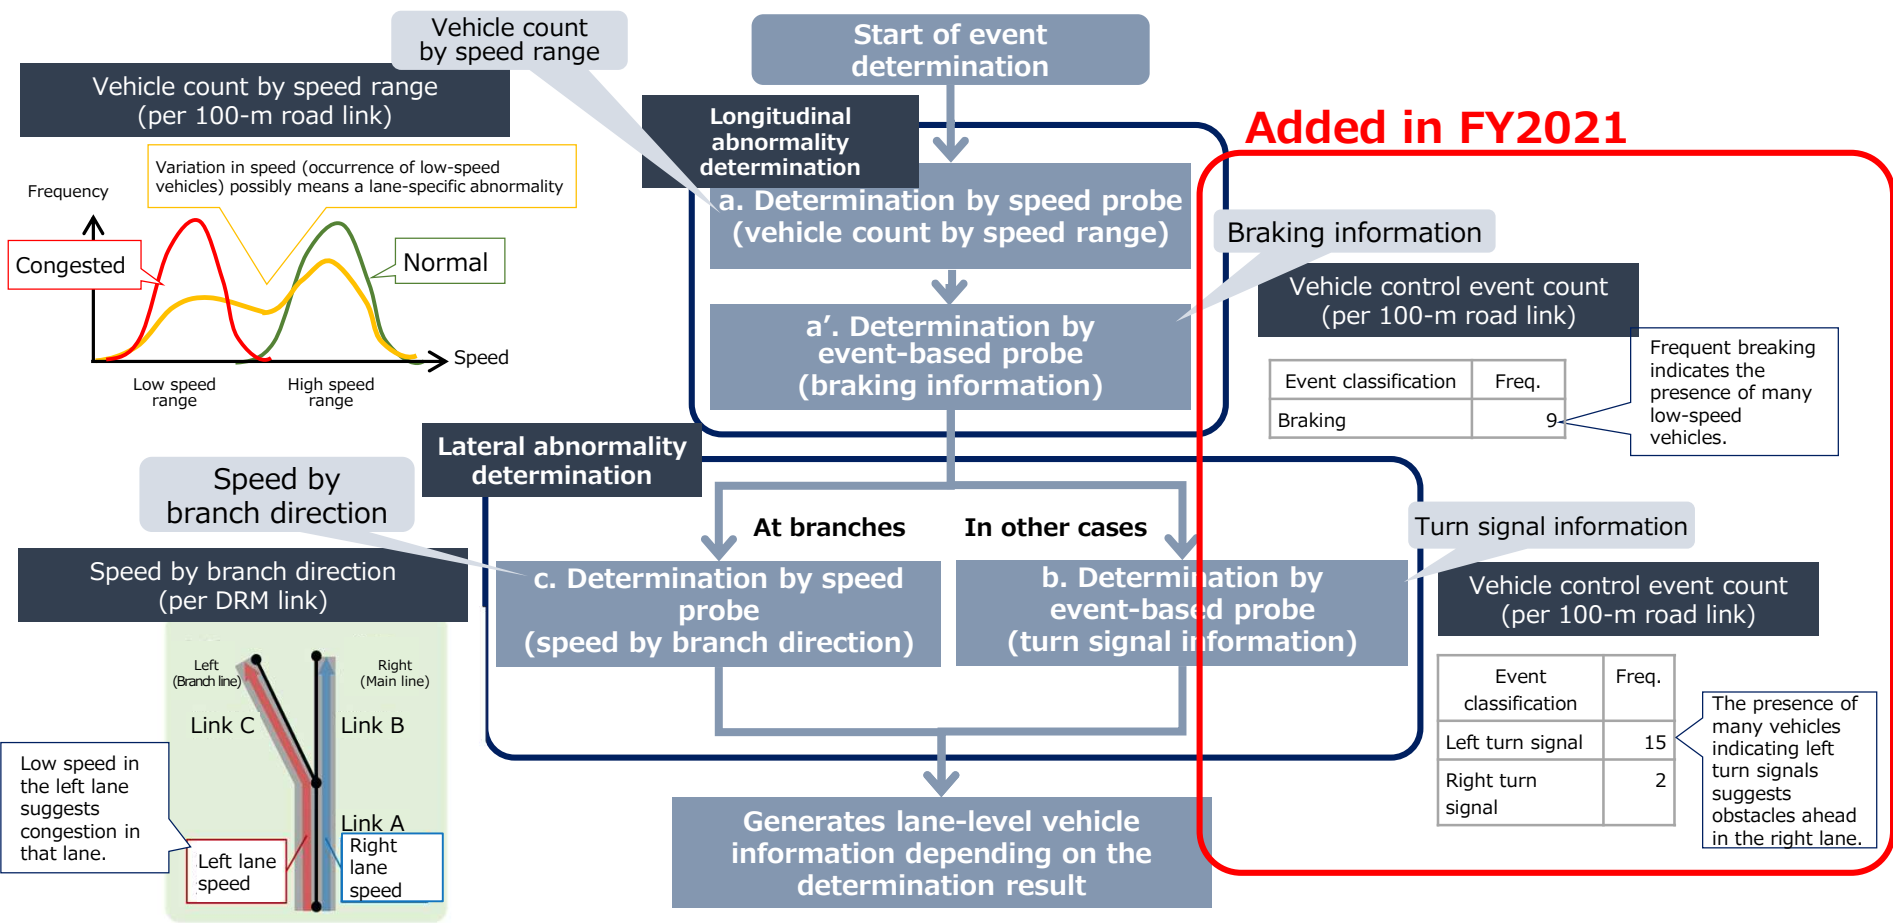 Start of event
determination
Vehicle count
by speed range
Vehicle count by speed range
(per 100-m road link)
Variation in speed (occurrence of low-speed
vehicles) possibly means a lane-specific abnormality
Frequency
Congested
Normal
Speed
Low speed
range
High speed
range
Longitudinal
abnormality
determination
a. Determination by speed probe
(vehicle count by speed range)
a’. Determination by
event-based probe
(braking information)
Added in FY2021
Braking information
Vehicle control event count
(per 100-m road link)
Event classification Freq.
Braking 9
Frequent breaking
indicates the
presence of many
low-speed
vehicles.
Lateral abnormality
determination
At branches
In other cases
Speed by
branch direction
Speed by branch direction
(per DRM link)
c. Determination by speed
probe
(speed by branch direction)
b. Determination by
event-based probe
(turn signal information)
Turn signal information
Vehicle control event count
(per 100-m road link)
Event
classification
Freq.
Left turn signal 15
Right turn
signal
2
The presence of
many vehicles
indicating left
turn signals
suggests
obstacles ahead
in the right lane.
Left
(Branch line)
Right
(Main line)
Link C
Link B
Link A
Low speed in
the left lane
suggests
congestion in
that lane.
Left lane
speed
Right
lane
speed
Generates lane-level vehicle
information depending on the
determination result